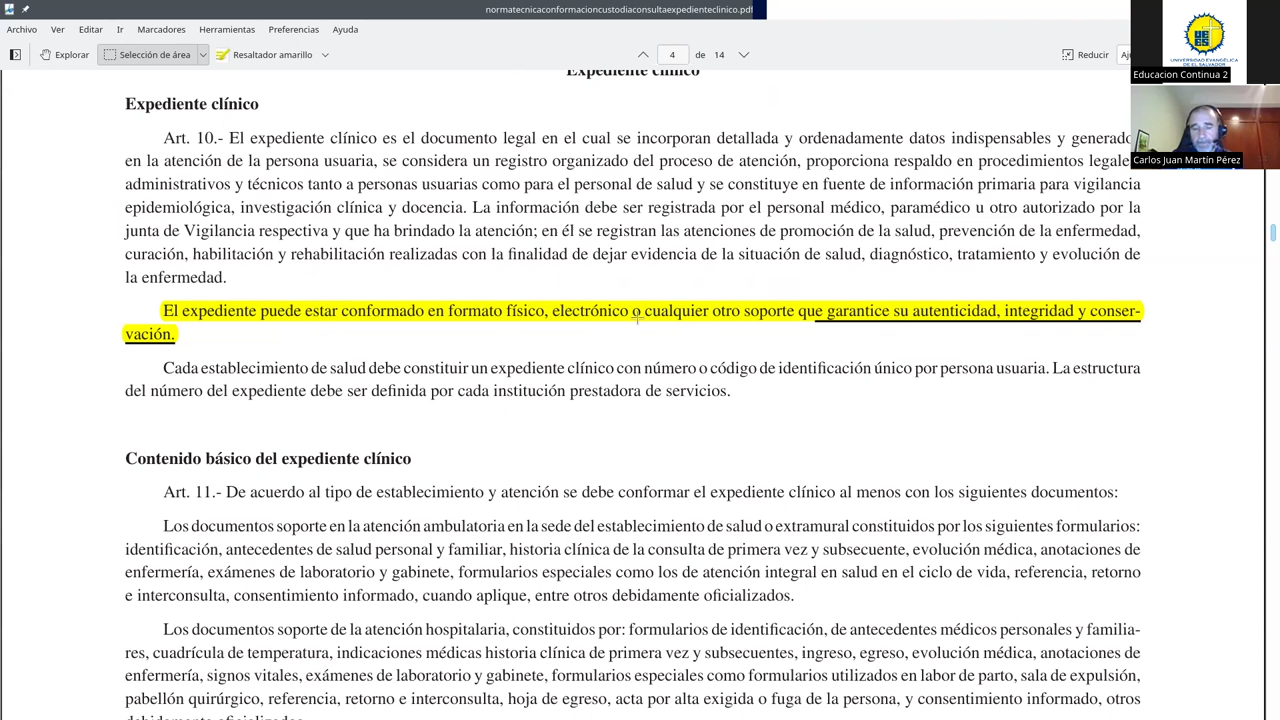 normatecnicaconformacioncustodiaconsultaexpedienteclinico.pdf
Archivo Ver Editar Ir Marcadores Herramientas Preferencias Ayuda
Explorar Selección de área Resaltador amarillo 4 de 14 Reducir
UEES
UNIVERSIDAD EVANGÉLICA
DE EL SALVADOR
Educacion Continua 2
Carlos Juan Martín Pérez
Expediente clínico
Expediente clínico
Art. 10.- El expediente clínico es el documento legal en el cual se incorporan detallada y ordenadamente datos indispensables y generado
en la atención de la persona usuaria, se considera un registro organizado del proceso de atención, proporciona respaldo en procedimientos legale
administrativos y técnicos tanto a personas usuarias como para el personal de salud y se constituye en fuente de información primaria para vigilancia
epidemiológica, investigación clínica y docencia. La información debe ser registrada por el personal médico, paramédico u otro autorizado por la
junta de Vigilancia respectiva y que ha brindado la atención; en él se registran las atenciones de promoción de la salud, prevención de la enfermedad,
curación, habilitación y rehabilitación realizadas con la finalidad de dejar evidencia de la situación de salud, diagnóstico, tratamiento y evolución de
la enfermedad.
El expediente puede estar conformado en formato físico, electrónico o cualquier otro soporte que garantice su autenticidad, integridad y conser-
vación.
Cada establecimiento de salud debe constituir un expediente clínico con número o código de identificación único por persona usuaria. La estructura
del número del expediente debe ser definida por cada institución prestadora de servicios.
Contenido básico del expediente clínico
Art. 11.- De acuerdo al tipo de establecimiento y atención se debe conformar el expediente clínico al menos con los siguientes documentos:
Los documentos soporte en la atención ambulatoria en la sede del establecimiento de salud o extramural constituidos por los siguientes formularios:
identificación, antecedentes de salud personal y familiar, historia clínica de la consulta de primera vez y subsecuente, evolución médica, anotaciones de
enfermería, exámenes de laboratorio y gabinete, formularios especiales como los de atención integral en salud en el ciclo de vida, referencia, retorno
e interconsulta, consentimiento informado, cuando aplique, entre otros debidamente oficializados.
Los documentos soporte de la atención hospitalaria, constituidos por: formularios de identificación, de antecedentes médicos personales y familia-
res, cuadrícula de temperatura, indicaciones médicas historia clínica de primera vez y subsecuentes, ingreso, egreso, evolución médica, anotaciones de
enfermería, signos vitales, exámenes de laboratorio y gabinete, formularios especiales como formularios utilizados en labor de parto, sala de expulsión,
pabellón quirúrgico, referencia, retorno e interconsulta, hoja de egreso, acta por alta exigida o fuga de la persona, y consentimiento informado, otros
debidamente oficializados.